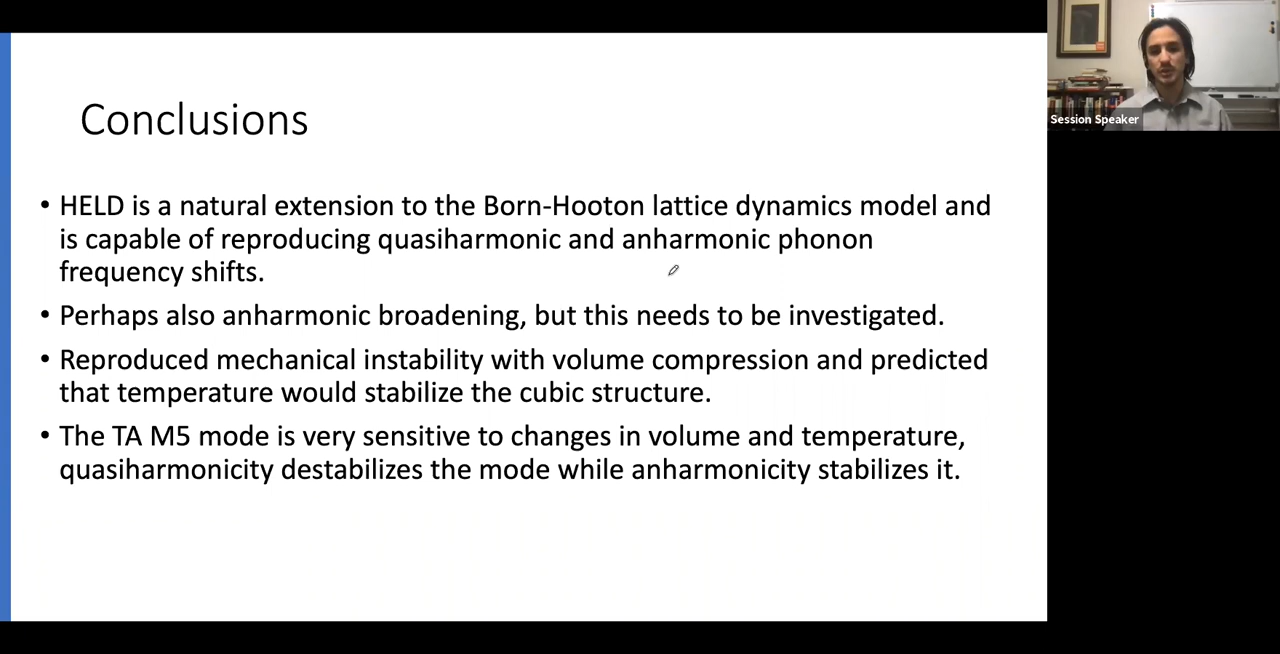 Conclusions
• HELD is a natural extension to the Born-Hooton lattice dynamics model and
is capable of reproducing quasiharmonic and anharmonic phonon
frequency shifts.
• Perhaps also anharmonic broadening, but this needs to be investigated.
• Reproduced mechanical instability with volume compression and predicted
that temperature would stabilize the cubic structure.
• The TA M5 mode is very sensitive to changes in volume and temperature,
quasiharmonicity destabilizes the mode while anharmonicity stabilizes it.
Session Speaker